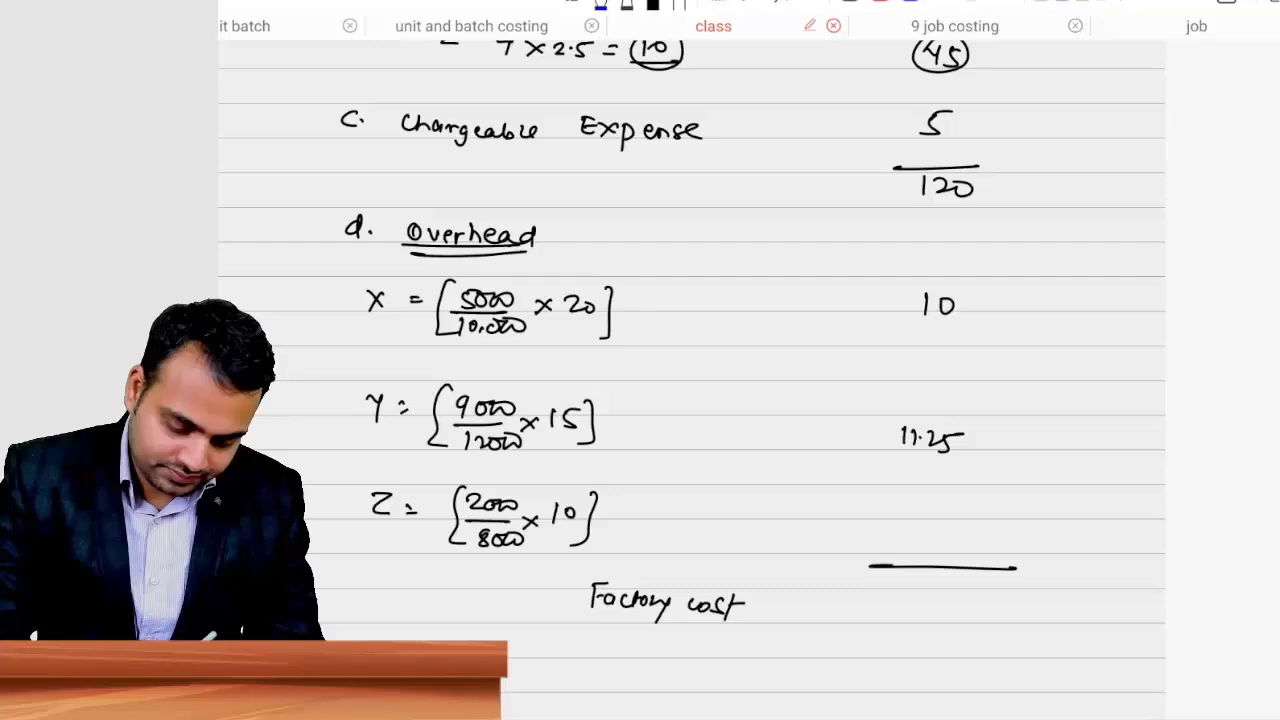 it batch unit and batch costing class 9 job costing job
Z 4 × 2.5 = 10 45
c. Chargeable Expense 5
120
d. Overhead
X = [5000/10,000 × 20] 10
Y = [9000/12000 × 15] 11.25
Z = [2000/8000 × 10]
Factory cost